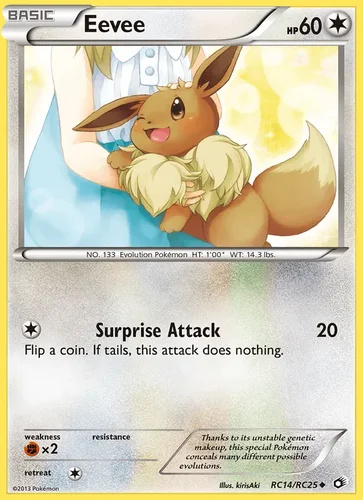 BASIC
Eevee
HP60
NO. 133 Evolution Pokémon HT: 1'00" WT: 14.3 lbs.
Surprise Attack 20
Flip a coin. If tails, this attack does nothing.
weakness resistance
×2
retreat
Thanks to its unstable genetic
makeup, this special Pokémon
conceals many different possible
evolutions.
©2013 Pokémon
Illus. kirisAki
RC14/RC25